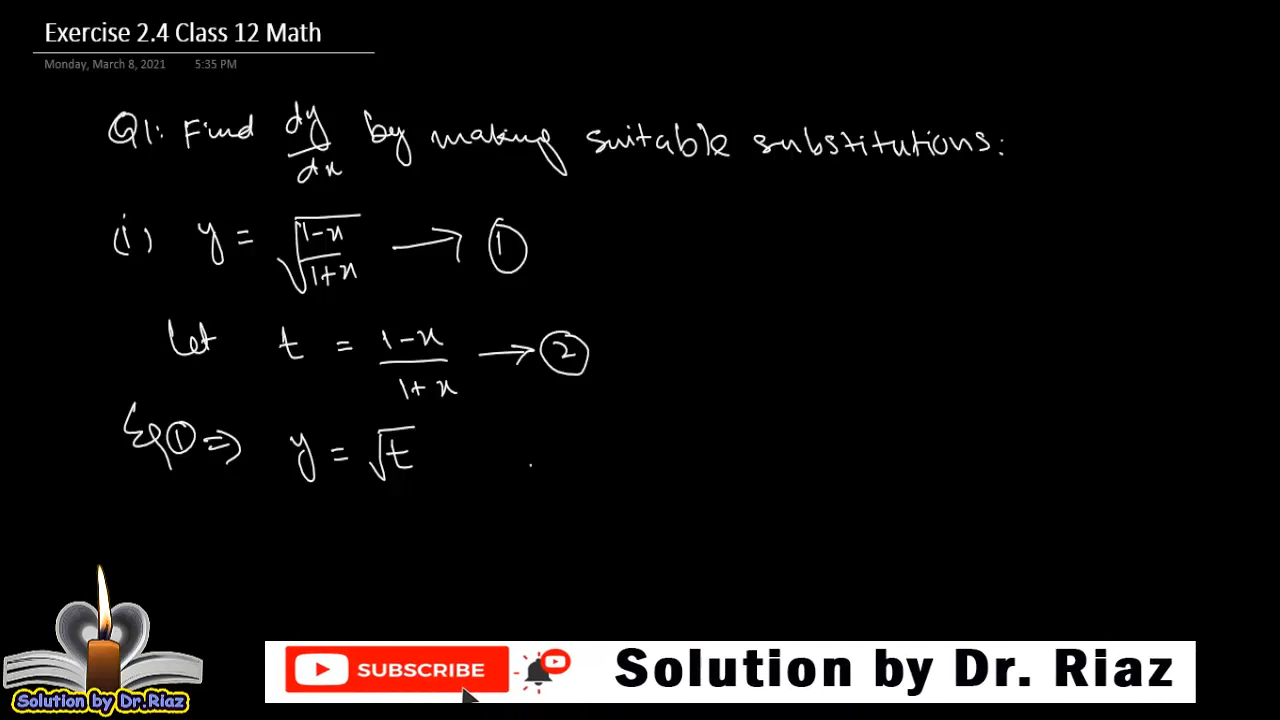 Exercise 2.4 Class 12 Math
Monday, March 8, 2021 5:35 PM
Q1: Find dy/dx by making suitable substitutions:
(i) y = √((1-x)/(1+x)) → ①
let t = (1-x)/(1+x) → ②
Eq① ⇒ y = √t
SUBSCRIBE
Solution by Dr. Riaz
Solution by Dr.Riaz